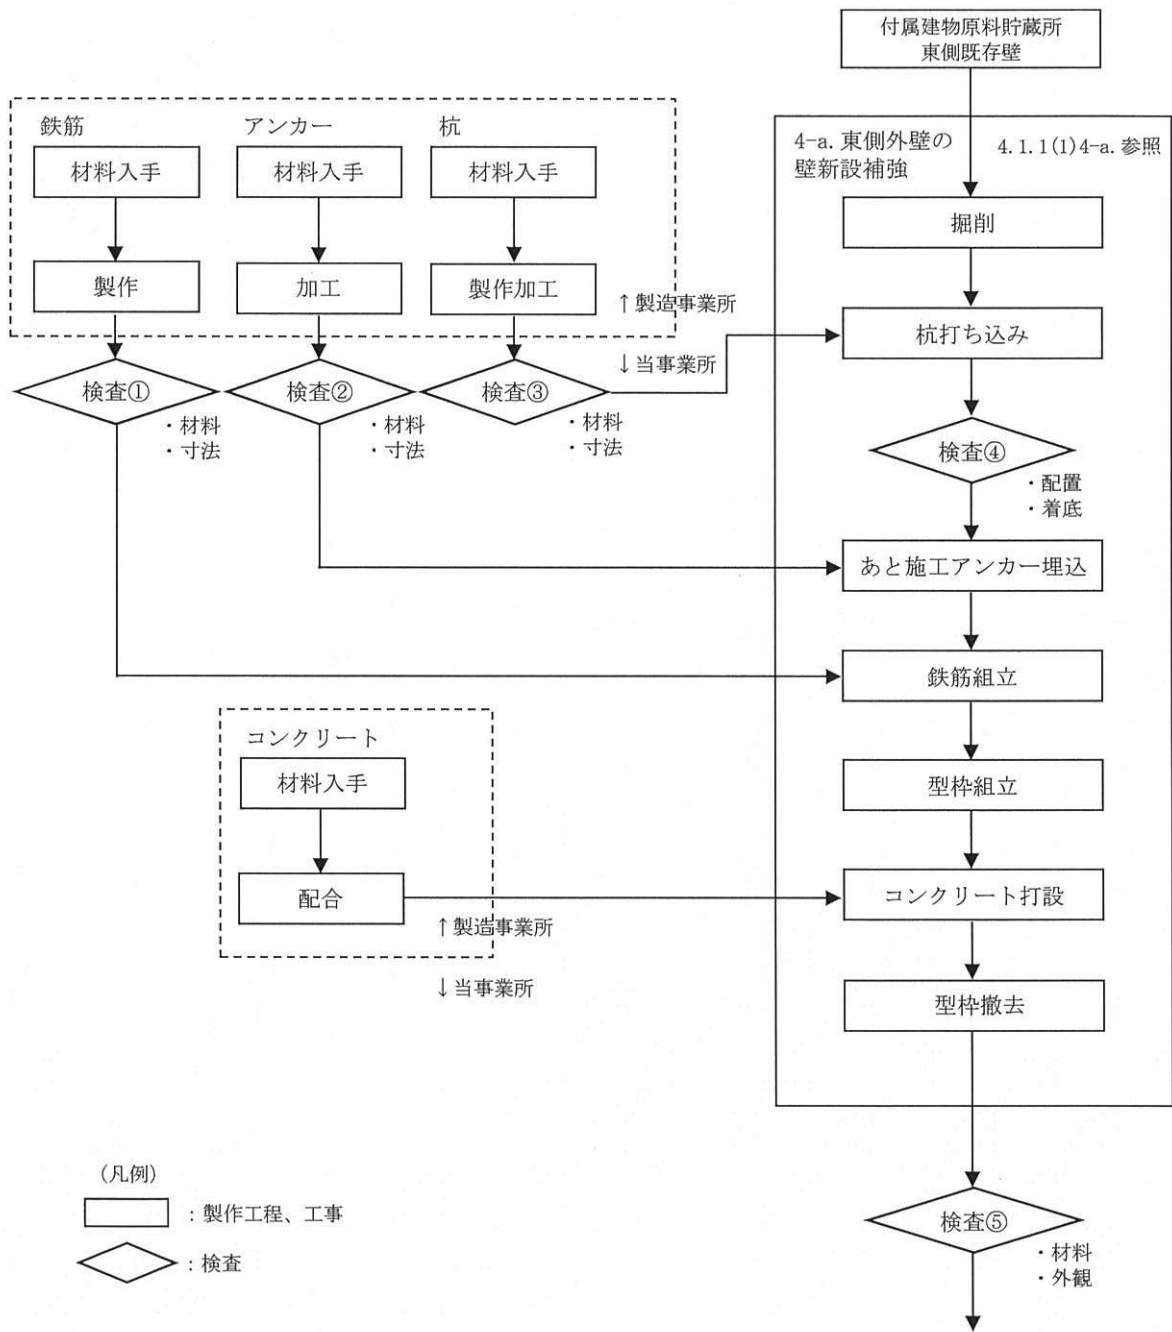 付属建物原料貯蔵所
東側既存壁
4-a. 東側外壁の
壁新設補強
4.1.1(1)4-a. 参照
鉄筋
アンカー
杭
材料入手
材料入手
材料入手
製作
加工
製作加工
↑製造事業所
↓当事業所
検査①
・材料
・寸法
検査②
・材料
・寸法
検査③
・材料
・寸法
掘削
杭打ち込み
検査④
・配置
・着底
あと施工アンカー埋込
鉄筋組立
型枠組立
コンクリート
材料入手
配合
↑製造事業所
↓当事業所
コンクリート打設
型枠撤去
検査⑤
・材料
・外観
(凡例)
：製作工程、工事
：検査